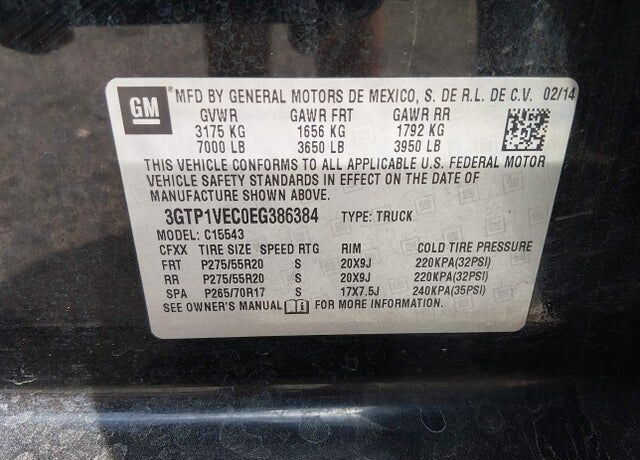 GM ® MFD BY GENERAL MOTORS DE MEXICO, S. DE R.L. DE C.V. 02/14
GVWR GAWR FRT GAWR RR
3175 KG 1656 KG 1792 KG
7000 LB 3650 LB 3950 LB
THIS VEHICLE CONFORMS TO ALL APPLICABLE U.S. FEDERAL MOTOR
VEHICLE SAFETY STANDARDS IN EFFECT ON THE DATE OF
MANUFACTURE SHOWN ABOVE.
3GTP1VEC0EG386384 TYPE: TRUCK
MODEL: C15543
CFXX TIRE SIZE SPEED RTG RIM COLD TIRE PRESSURE
FRT P275/55R20 S 20X9J 220KPA(32PSI)
RR P275/55R20 S 20X9J 220KPA(32PSI)
SPA P265/70R17 S 17X7.5J 240KPA(35PSI)
SEE OWNER'S MANUAL FOR MORE INFORMATION.